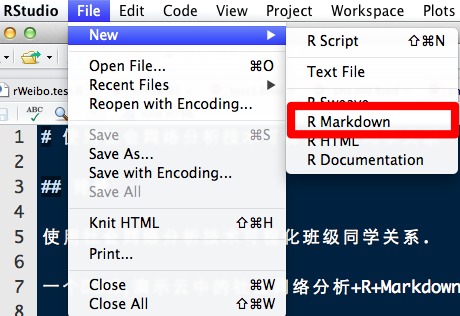 RStudio File Edit Code View Project Workspace Plots
New
R Script ⇧⌘N
Open File... ⌘O
Text File
Recent Files
R Sweave
Reopen with Encoding...
R Markdown
rWeibo.tes
R HTML
Save ⌘S
R Documentation
ABC
Save As...
1 # 使
Save with Encoding...
2
Save All
3 ##
4
Knit HTML ⇧⌘H
5 使用 化班级同学关系.
Print...
6
Close ⌘W
7 一个 网络分析+R+Markdown
Close All ⇧⌘W
8